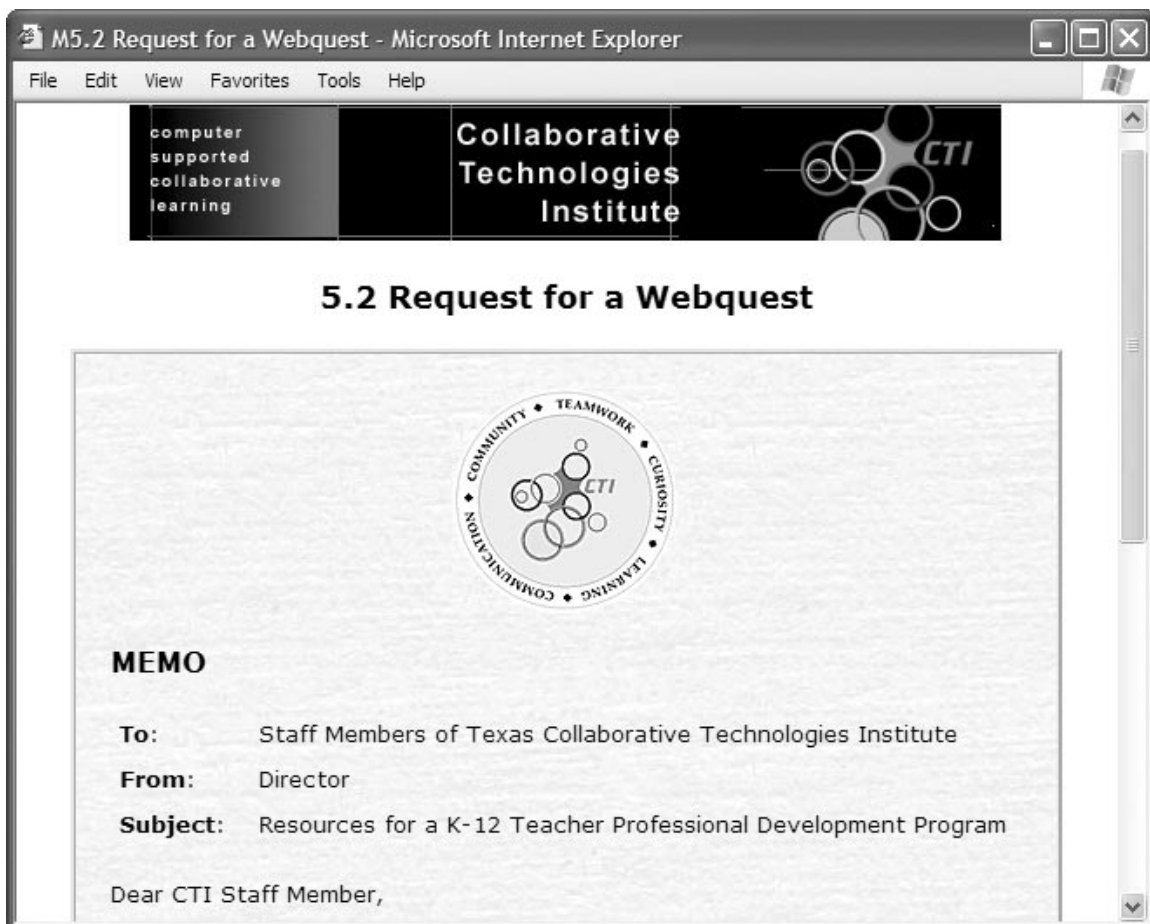 M5.2 Request for a Webquest - Microsoft Internet Explorer
File Edit View Favorites Tools Help
computer
supported
collaborative
learning
Collaborative
Technologies
Institute
CTI
5.2 Request for a Webquest
COMMUNITY ◆ TEAMWORK ◆ CURIOSITY ◆ LEARNING ◆ COMMUNICATION ◆
CTI
MEMO
To: Staff Members of Texas Collaborative Technologies Institute
From: Director
Subject: Resources for a K-12 Teacher Professional Development Program
Dear CTI Staff Member,